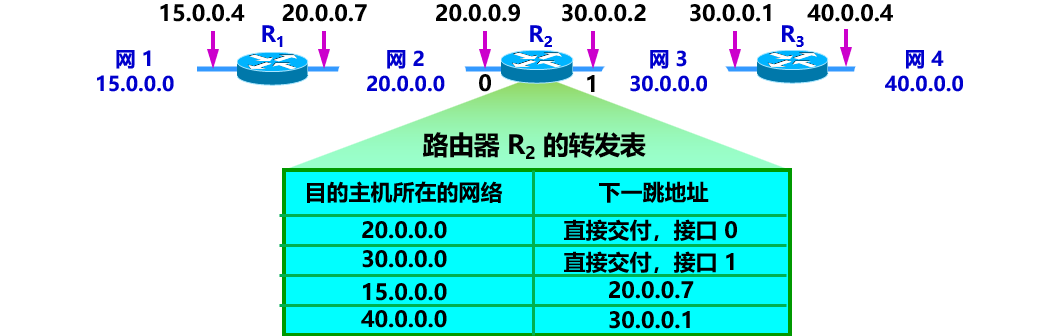 15.0.0.4 20.0.0.7 20.0.0.9 30.0.0.2 30.0.0.1 40.0.0.4
R1 R2 R3
网 1 网 2 网 3 网 4
15.0.0.0 20.0.0.0 0 1 30.0.0.0 40.0.0.0
路由器 R2 的转发表
目的主机所在的网络 下一跳地址
20.0.0.0 直接交付，接口 0
30.0.0.0 直接交付，接口 1
15.0.0.0 20.0.0.7
40.0.0.0 30.0.0.1